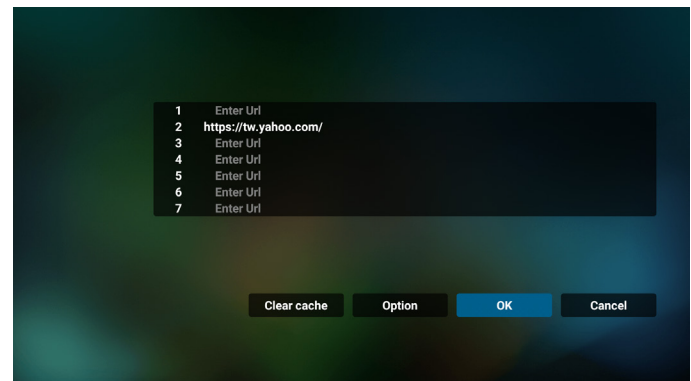 1 Enter Url
2 https://tw.yahoo.com/
3 Enter Url
4 Enter Url
5 Enter Url
6 Enter Url
7 Enter Url
Clear cache Option OK Cancel